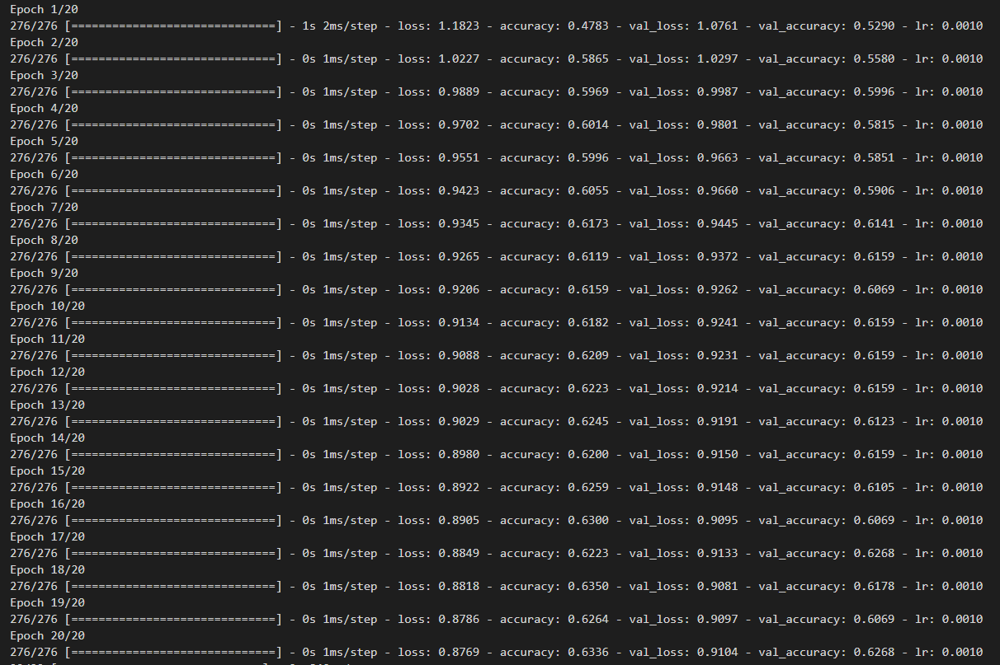 Epoch 1/20
276/276 [==============================] - 1s 2ms/step - loss: 1.1823 - accuracy: 0.4783 - val_loss: 1.0761 - val_accuracy: 0.5290 - lr: 0.0010
Epoch 2/20
276/276 [==============================] - 0s 1ms/step - loss: 1.0227 - accuracy: 0.5865 - val_loss: 1.0297 - val_accuracy: 0.5580 - lr: 0.0010
Epoch 3/20
276/276 [==============================] - 0s 1ms/step - loss: 0.9889 - accuracy: 0.5969 - val_loss: 0.9987 - val_accuracy: 0.5996 - lr: 0.0010
Epoch 4/20
276/276 [==============================] - 0s 1ms/step - loss: 0.9702 - accuracy: 0.6014 - val_loss: 0.9801 - val_accuracy: 0.5815 - lr: 0.0010
Epoch 5/20
276/276 [==============================] - 0s 1ms/step - loss: 0.9551 - accuracy: 0.5996 - val_loss: 0.9663 - val_accuracy: 0.5851 - lr: 0.0010
Epoch 6/20
276/276 [==============================] - 0s 1ms/step - loss: 0.9423 - accuracy: 0.6055 - val_loss: 0.9660 - val_accuracy: 0.5906 - lr: 0.0010
Epoch 7/20
276/276 [==============================] - 0s 1ms/step - loss: 0.9345 - accuracy: 0.6173 - val_loss: 0.9445 - val_accuracy: 0.6141 - lr: 0.0010
Epoch 8/20
276/276 [==============================] - 0s 1ms/step - loss: 0.9265 - accuracy: 0.6119 - val_loss: 0.9372 - val_accuracy: 0.6159 - lr: 0.0010
Epoch 9/20
276/276 [==============================] - 0s 1ms/step - loss: 0.9206 - accuracy: 0.6159 - val_loss: 0.9262 - val_accuracy: 0.6069 - lr: 0.0010
Epoch 10/20
276/276 [==============================] - 0s 1ms/step - loss: 0.9134 - accuracy: 0.6182 - val_loss: 0.9241 - val_accuracy: 0.6159 - lr: 0.0010
Epoch 11/20
276/276 [==============================] - 0s 1ms/step - loss: 0.9088 - accuracy: 0.6209 - val_loss: 0.9231 - val_accuracy: 0.6159 - lr: 0.0010
Epoch 12/20
276/276 [==============================] - 0s 1ms/step - loss: 0.9028 - accuracy: 0.6223 - val_loss: 0.9214 - val_accuracy: 0.6159 - lr: 0.0010
Epoch 13/20
276/276 [==============================] - 0s 1ms/step - loss: 0.9029 - accuracy: 0.6245 - val_loss: 0.9191 - val_accuracy: 0.6123 - lr: 0.0010
Epoch 14/20
276/276 [==============================] - 0s 1ms/step - loss: 0.8980 - accuracy: 0.6200 - val_loss: 0.9150 - val_accuracy: 0.6159 - lr: 0.0010
Epoch 15/20
276/276 [==============================] - 0s 1ms/step - loss: 0.8922 - accuracy: 0.6259 - val_loss: 0.9148 - val_accuracy: 0.6105 - lr: 0.0010
Epoch 16/20
276/276 [==============================] - 0s 1ms/step - loss: 0.8905 - accuracy: 0.6300 - val_loss: 0.9095 - val_accuracy: 0.6069 - lr: 0.0010
Epoch 17/20
276/276 [==============================] - 0s 1ms/step - loss: 0.8849 - accuracy: 0.6223 - val_loss: 0.9133 - val_accuracy: 0.6268 - lr: 0.0010
Epoch 18/20
276/276 [==============================] - 0s 1ms/step - loss: 0.8818 - accuracy: 0.6350 - val_loss: 0.9081 - val_accuracy: 0.6178 - lr: 0.0010
Epoch 19/20
276/276 [==============================] - 0s 1ms/step - loss: 0.8786 - accuracy: 0.6264 - val_loss: 0.9097 - val_accuracy: 0.6069 - lr: 0.0010
Epoch 20/20
276/276 [==============================] - 0s 1ms/step - loss: 0.8769 - accuracy: 0.6336 - val_loss: 0.9104 - val_accuracy: 0.6268 - lr: 0.0010